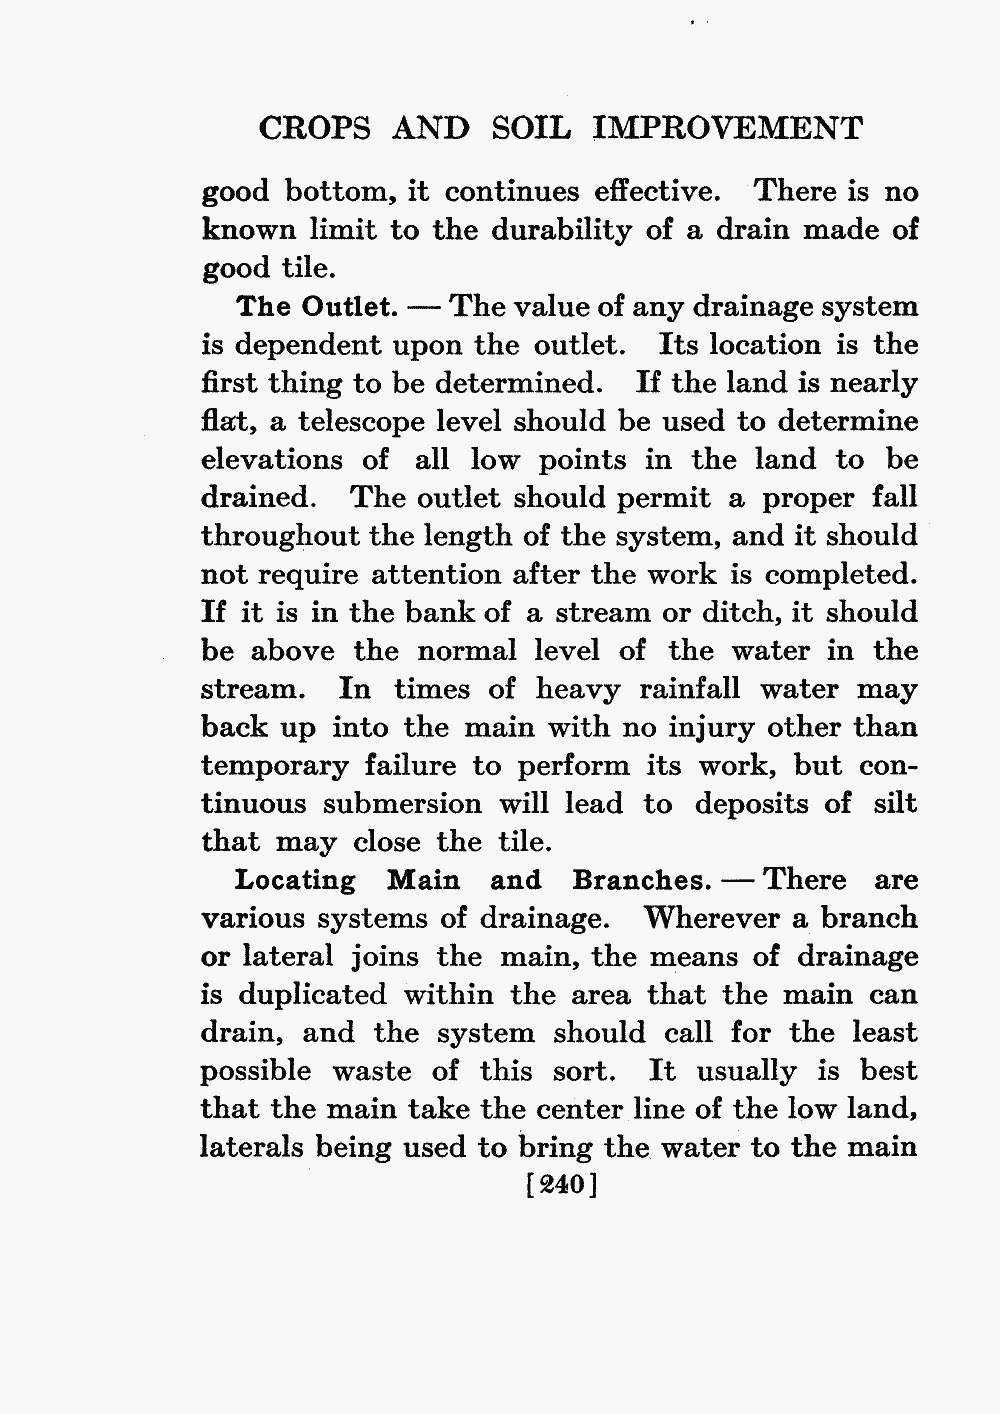 CROPS AND SOIL IMPROVEMENT
good bottom, it continues effective. There is no
known limit to the durability of a drain made of
good tile.
The Outlet. — The value of any drainage system
is dependent upon the outlet. Its location is the
first thing to be determined. If the land is nearly
flat, a telescope level should be used to determine
elevations of all low points in the land to be
drained. The outlet should permit a proper fall
throughout the length of the system, and it should
not require attention after the work is completed.
If it is in the bank of a stream or ditch, it should
be above the normal level of the water in the
stream. In times of heavy rainfall water may
back up into the main with no injury other than
temporary failure to perform its work, but con-
tinuous submersion will lead to deposits of silt
that may close the tile.
Locating Main and Branches. — There are
various systems of drainage. Wherever a branch
or lateral joins the main, the means of drainage
is duplicated within the area that the main can
drain, and the system should call for the least
possible waste of this sort. It usually is best
that the main take the center line of the low land,
laterals being used to bring the water to the main
[240]